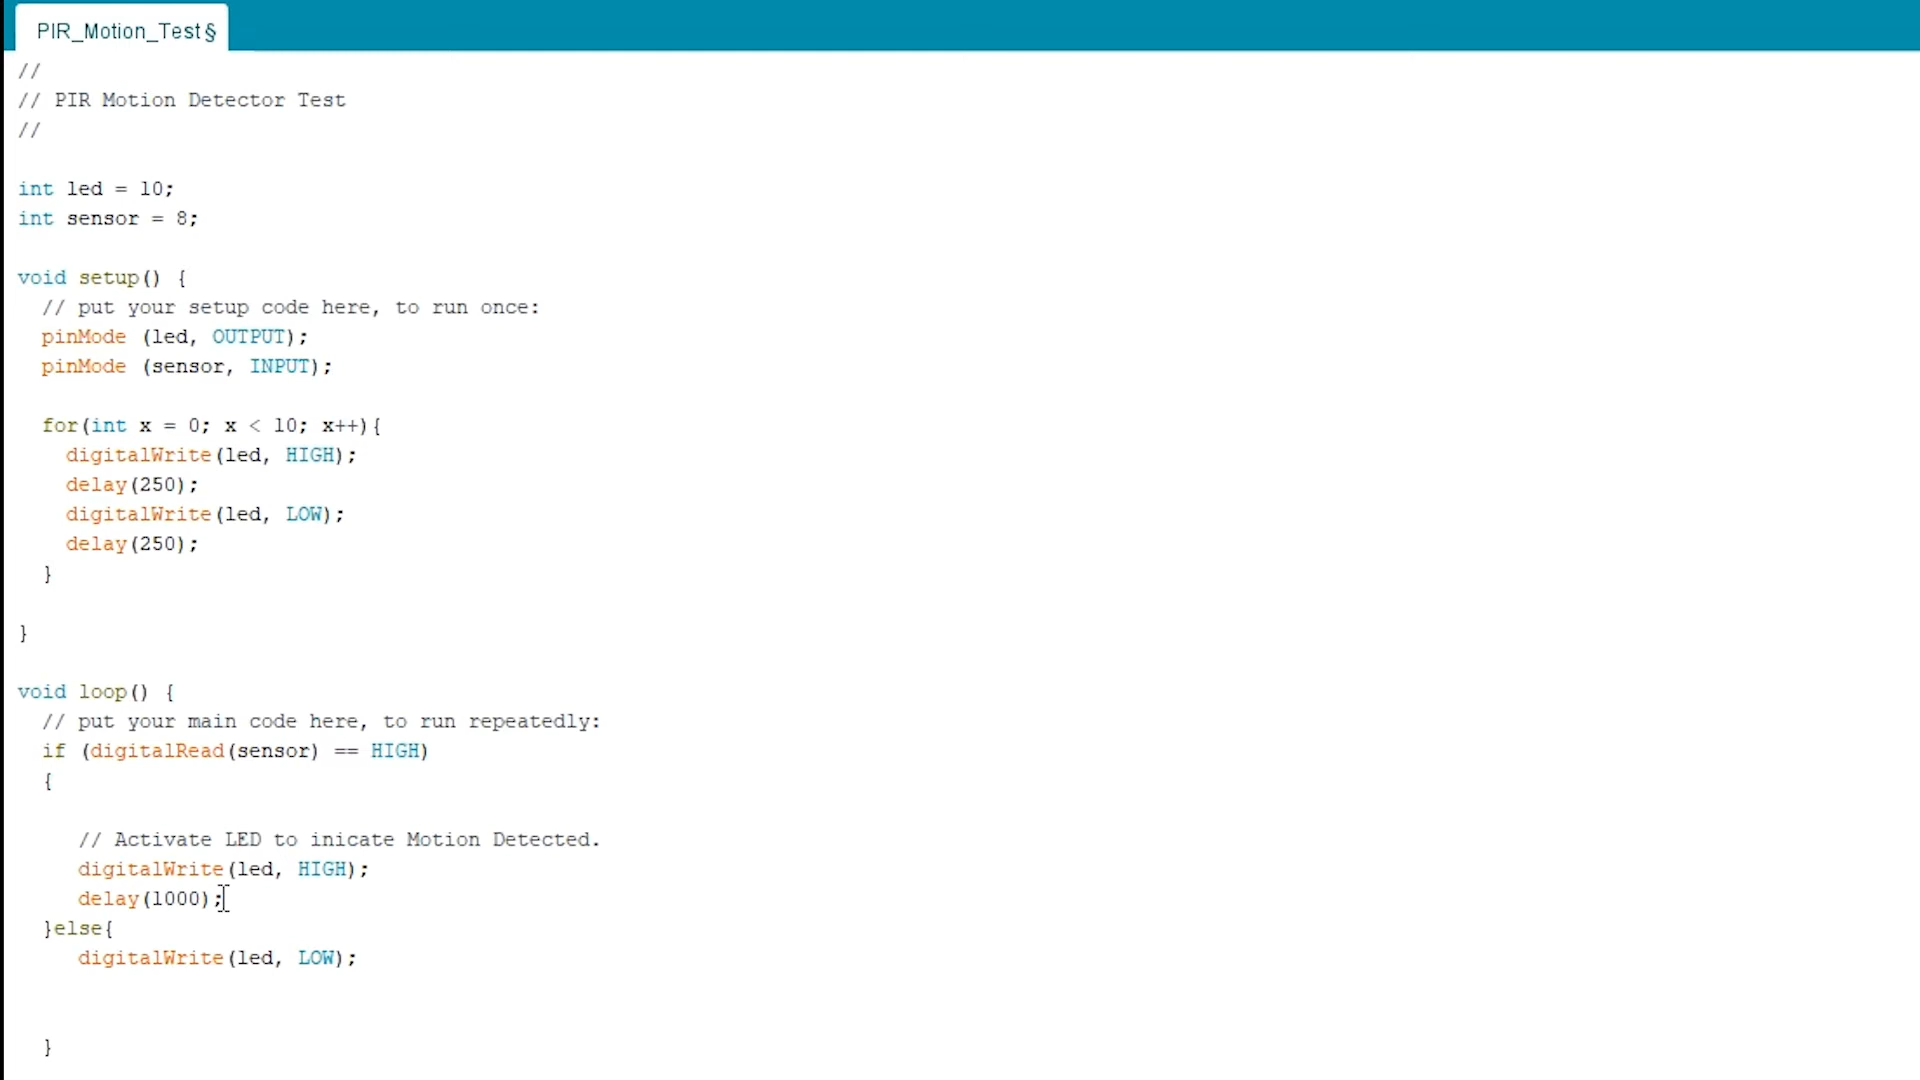 PIR_Motion_Test§
//
// PIR Motion Detector Test
//
int led = 10;
int sensor = 8;
void setup() {
// put your setup code here, to run once:
pinMode (led, OUTPUT);
pinMode (sensor, INPUT);
for(int x = 0; x < 10; x++){
digitalWrite(led, HIGH);
delay(250);
digitalWrite(led, LOW);
delay(250);
}
}
void loop() {
// put your main code here, to run repeatedly:
if (digitalRead(sensor) == HIGH)
{
// Activate LED to inicate Motion Detected.
digitalWrite(led, HIGH);
delay(1000);
}else{
digitalWrite(led, LOW);
}